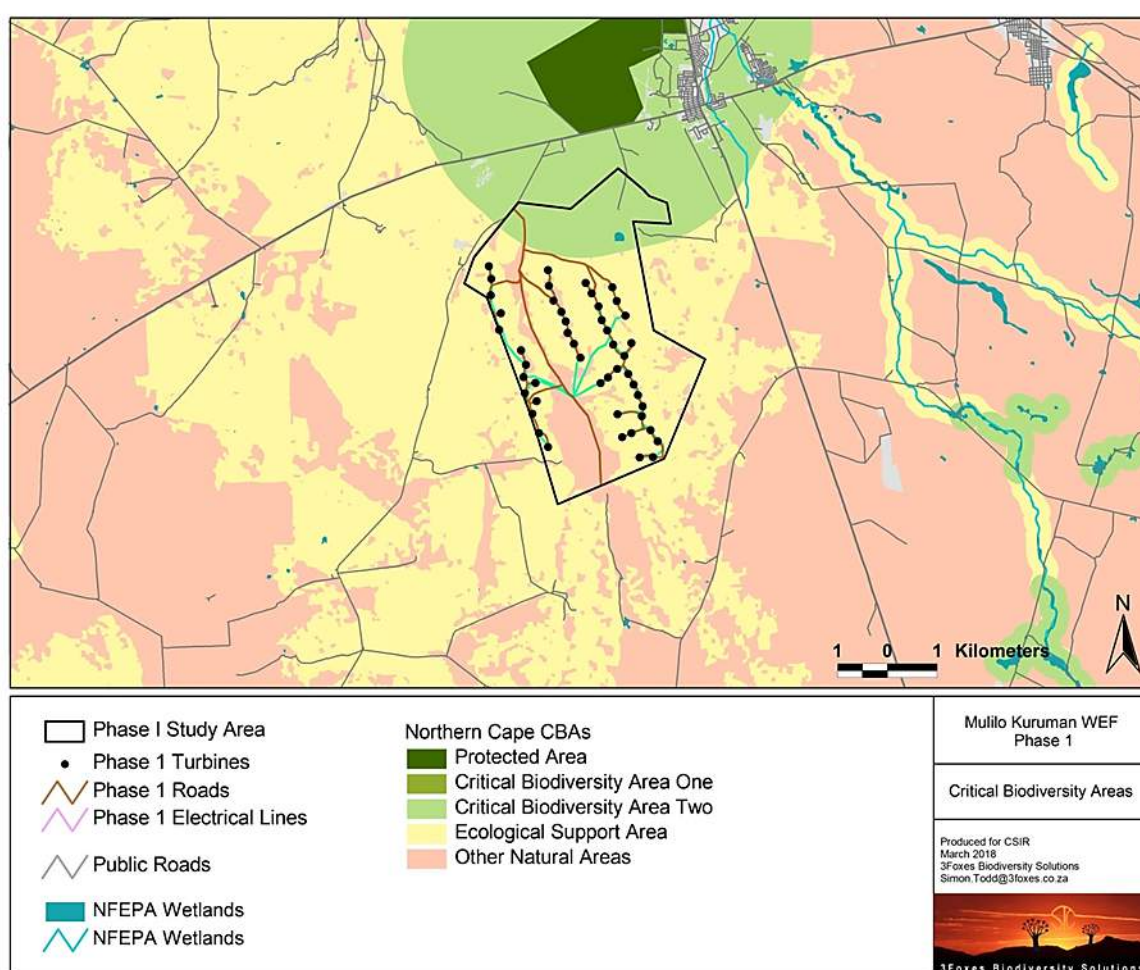 N
1 0 1 Kilometers
Phase I Study Area
Phase 1 Turbines
Phase 1 Roads
Phase 1 Electrical Lines
Public Roads
NFEPA Wetlands
NFEPA Wetlands
Northern Cape CBAs
Protected Area
Critical Biodiversity Area One
Critical Biodiversity Area Two
Ecological Support Area
Other Natural Areas
Mulilo Kuruman WEF
Phase 1
Critical Biodiversity Areas
Produced for CSIR
March 2018
3Foxes Biodiversity Solutions
Simon.Todd@3foxes.co.za
3Foxes Biodiversity Solutions